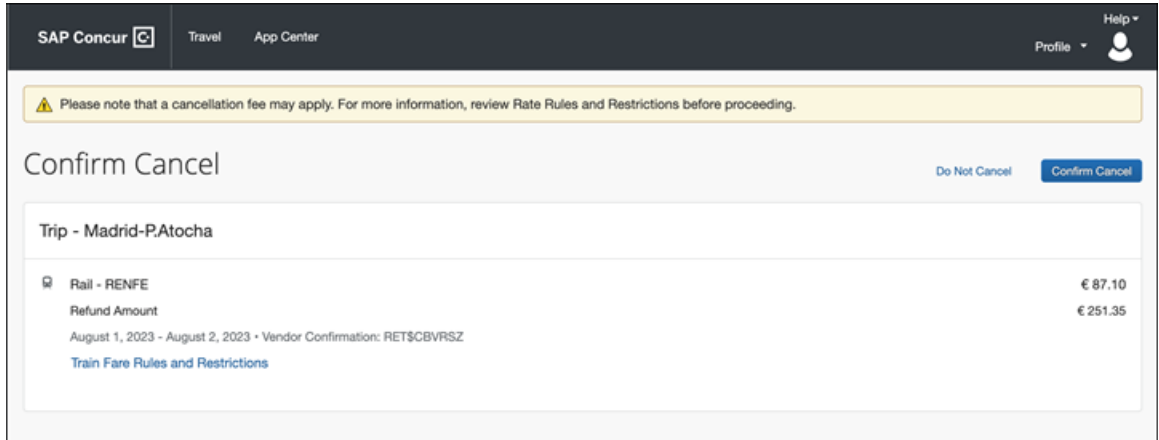 SAP Concur C Travel App Center Help
Profile
Please note that a cancellation fee may apply. For more information, review Rate Rules and Restrictions before proceeding.
Confirm Cancel Do Not Cancel Confirm Cancel
Trip - Madrid-P.Atocha
Rail - RENFE € 87.10
Refund Amount € 251.35
August 1, 2023 - August 2, 2023 • Vendor Confirmation: RET$CBVRSZ
Train Fare Rules and Restrictions